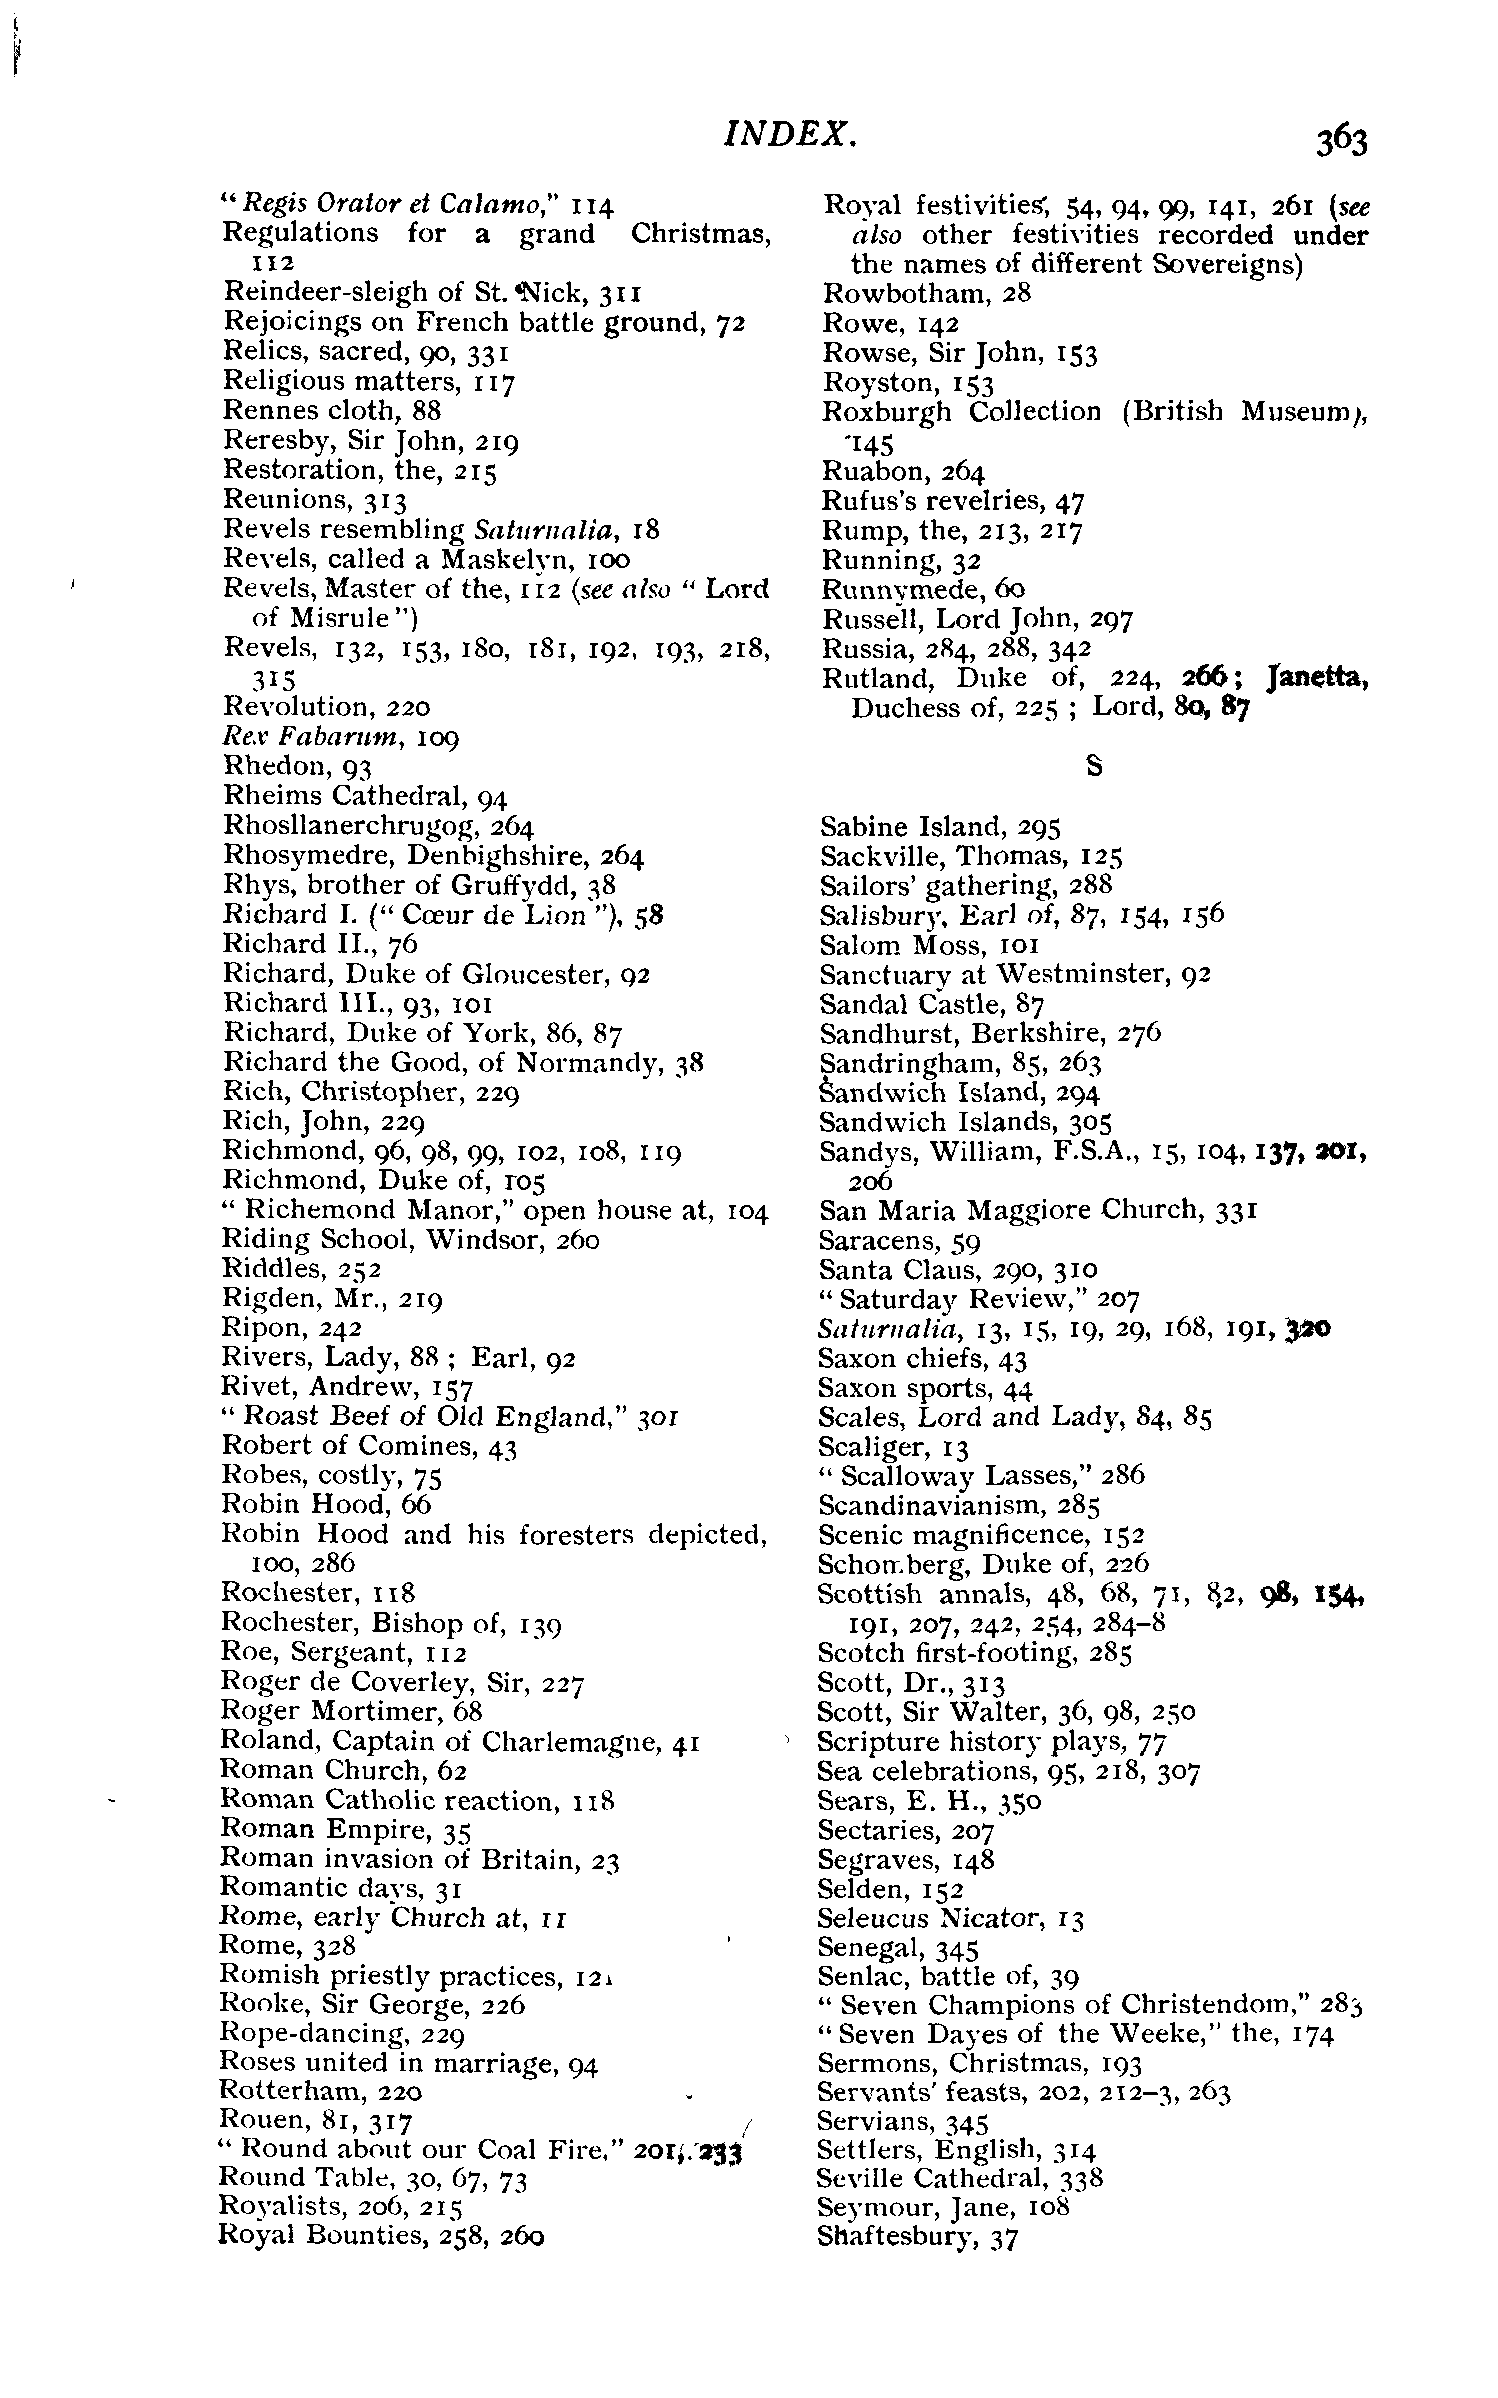 INDEX.
363
"Regis Orator et Calamo," 114
Regulations for a grand Christmas,
112
Reindeer-sleigh of St. Nick, 311
Rejoicings on French battle ground, 72
Relics, sacred, 90, 331
Religious matters, 117
Rennes cloth, 88
Reresby, Sir John, 219
Restoration, the, 215
Reunions, 313
Revels resembling Saturnalia, 18
Revels, called a Maskelyn, 100
Revels, Master of the, 112 (see also " Lord
of Misrule")
Revels, 132, 153, 180, 181, 192, 193, 218,
315
Revolution, 220
Rex Fabarum, 109
Rhedon, 93
Rheims Cathedral, 94
Rhosllanerchrugog, 264
Rhosymedre, Denbighshire, 264
Rhys, brother of Gruffydd, 38
Richard I. (" Cœur de Lion "), 58
Richard II., 76
Richard, Duke of Gloucester, 92
Richard III., 93, 101
Richard, Duke of York, 86, 87
Richard the Good, of Normandy, 38
Rich, Christopher, 229
Rich, John, 229
Richmond, 96, 98, 99, 102, 108, 119
Richmond, Duke of, 105
" Richemond Manor," open house at, 104
Riding School, Windsor, 260
Riddles, 252
Rigden, Mr., 219
Ripon, 242
Rivers, Lady, 88 ; Earl, 92
Rivet, Andrew, 157
" Roast Beef of Old England," 301
Robert of Comines, 43
Robes, costly, 75
Robin Hood, 66
Robin Hood and his foresters depicted,
100, 286
Rochester, 118
Rochester, Bishop of, 139
Roe, Sergeant, 112
Roger de Coverley, Sir, 227
Roger Mortimer, 68
Roland, Captain of Charlemagne, 41
Roman Church, 62
Roman Catholic reaction, 118
Roman Empire, 35
Roman invasion of Britain, 23
Romantic days, 31
Rome, early Church at, 11
Rome, 328
Romish priestly practices, 121
Rooke, Sir George, 226
Rope-dancing, 229
Roses united in marriage, 94
Rotterham, 220
Rouen, 81, 317
" Round about our Coal Fire," 201, 233
Round Table, 30, 67, 73
Royalists, 206, 215
Royal Bounties, 258, 260
Royal festivities, 54, 94, 99, 141, 261 (see
also other festivities recorded under
the names of different Sovereigns)
Rowbotham, 28
Rowe, 142
Rowse, Sir John, 153
Royston, 153
Roxburgh Collection (British Museum),
145
Ruabon, 264
Rufus's revelries, 47
Rump, the, 213, 217
Running, 32
Runnymede, 60
Russell, Lord John, 297
Russia, 284, 288, 342
Rutland, Duke of, 224, 266; Janetta,
Duchess of, 225 ; Lord, 80, 87
S
Sabine Island, 295
Sackville, Thomas, 125
Sailors' gathering, 288
Salisbury, Earl of, 87, 154, 156
Salom Moss, 101
Sanctuary at Westminster, 92
Sandal Castle, 87
Sandhurst, Berkshire, 276
Sandringham, 85, 263
Sandwich Island, 294
Sandwich Islands, 305
Sandys, William, F.S.A., 15, 104, 137, 201,
206
San Maria Maggiore Church, 331
Saracens, 59
Santa Claus, 290, 310
" Saturday Review," 207
Saturnalia, 13, 15, 19, 29, 168, 191, 320
Saxon chiefs, 43
Saxon sports, 44
Scales, Lord and Lady, 84, 85
Scaliger, 13
" Scalloway Lasses," 286
Scandinavianism, 285
Scenic magnificence, 152
Schomberg, Duke of, 226
Scottish annals, 48, 68, 71, 82, 98, 154,
191, 207, 242, 254, 284-8
Scotch first-footing, 285
Scott, Dr., 313
Scott, Sir Walter, 36, 98, 250
Scripture history plays, 77
Sea celebrations, 95, 218, 307
Sears, E. H., 350
Sectaries, 207
Segraves, 148
Selden, 152
Seleucus Nicator, 13
Senegal, 345
Senlac, battle of, 39
" Seven Champions of Christendom," 283
" Seven Dayes of the Weeke," the, 174
Sermons, Christmas, 193
Servants' feasts, 202, 212-3, 263
Servians, 345
Settlers, English, 314
Seville Cathedral, 338
Seymour, Jane, 108
Shaftesbury, 37